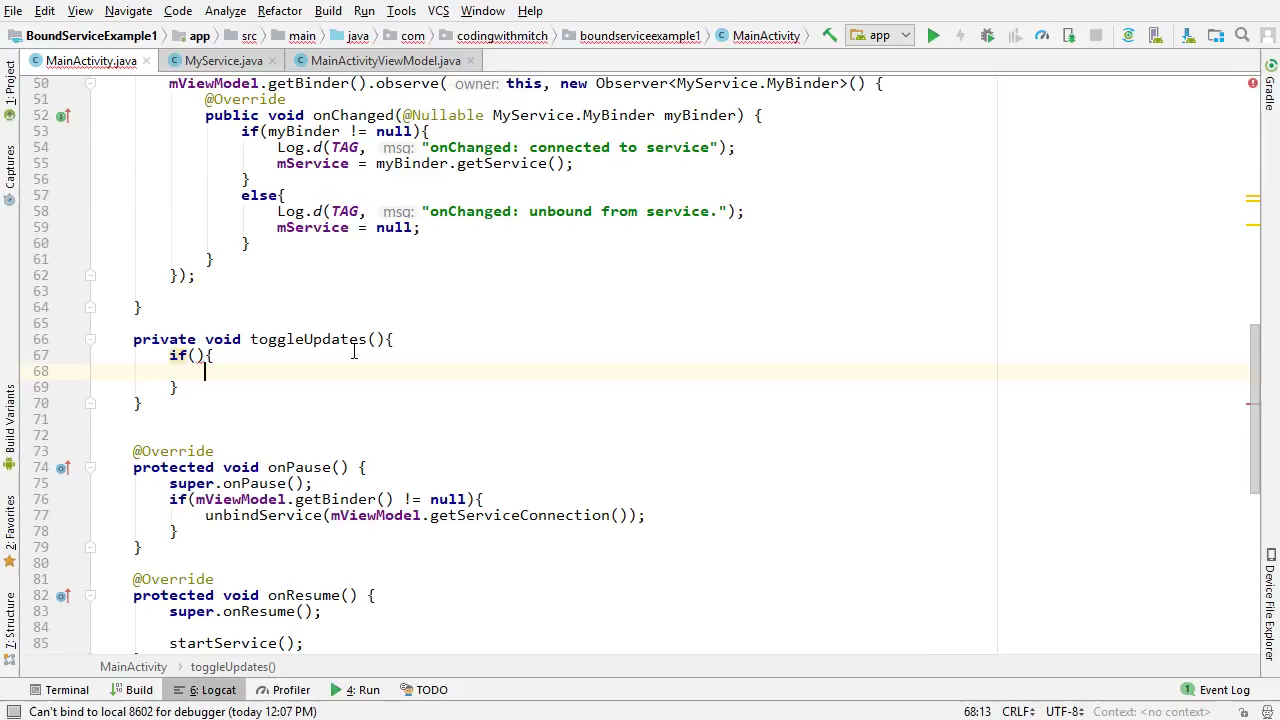 File Edit View Navigate Code Analyze Refactor Build Run Tools VCS Window Help
BoundServiceExample1 app src main java com codingwithmitch boundserviceexample1 MainActivity app
MainActivity.java MyService.java MainActivityViewModel.java
50 mViewModel.getBinder().observe( owner: this, new Observer<MyService.MyBinder>() {
51 @Override
52 public void onChanged(@Nullable MyService.MyBinder myBinder) {
53 if(myBinder != null){
54 Log.d(TAG, msg: "onChanged: connected to service");
55 mService = myBinder.getService();
56 }
57 else{
58 Log.d(TAG, msg: "onChanged: unbound from service.");
59 mService = null;
60 }
61 }
62 });
63
64 }
65
66 private void toggleUpdates(){
67 if(){
68
69 }
70 }
71
72
73 @Override
74 protected void onPause() {
75 super.onPause();
76 if(mViewModel.getBinder() != null){
77 unbindService(mViewModel.getServiceConnection());
78 }
79 }
80
81 @Override
82 protected void onResume() {
83 super.onResume();
84
85 startService();
MainActivity toggleUpdates()
Terminal Build 6: Logcat Profiler 4: Run TODO 1 Event Log
Can't bind to local 8602 for debugger (today 12:07 PM) 68:13 CRLF UTF-8 Context: <no context>
1: Project
Captures
Build Variants
2: Favorites
7: Structure
Gradle
Device File Explorer